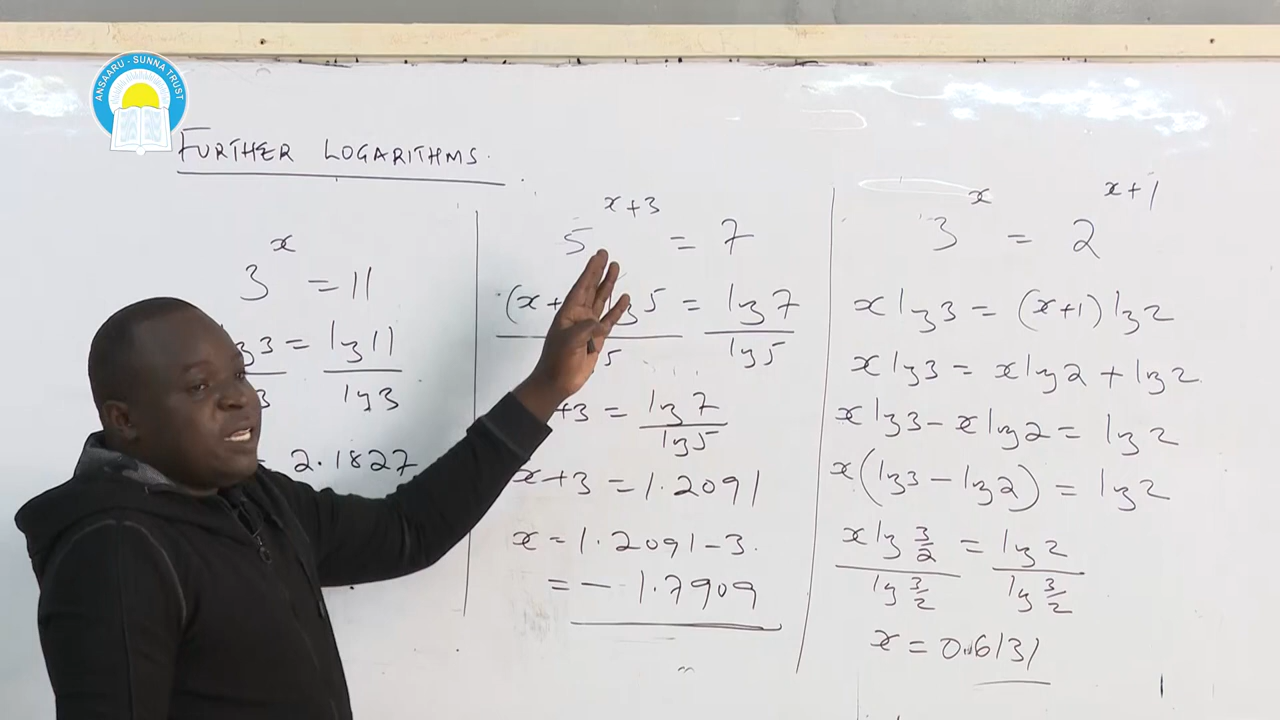 ANSAARU - SUNNA TRUST
FURTHER LOGARITHMS.
3^x = 11
lg3 = lg11
lg3
= 2.1827
5^(x+3) = 7
(x+ lg5 = lg7
lg5
+3 = lg7
lg5
x+3 = 1.2091
x = 1.2091-3.
= - 1.7909
3^x = 2^(x+1)
x lg3 = (x+1) lg2
x lg3 = x lg2 + lg2.
x lg3 - x lg2 = lg2
x(lg3 - lg2) = lg2
x lg 3/2 = lg2
lg 3/2 lg 3/2
x = 0.6131